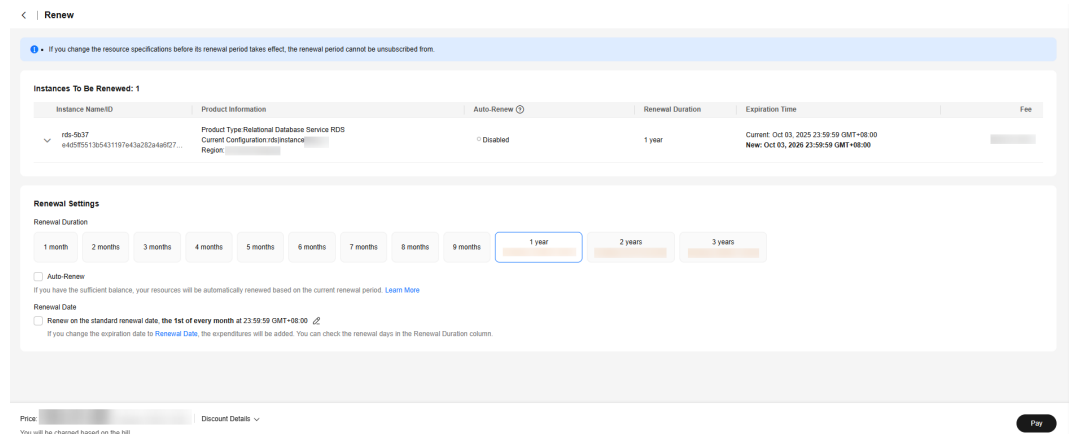 Renew
If you change the resource specifications before its renewal period takes effect, the renewal period cannot be unsubscribed from.
Instances To Be Renewed: 1
Instance Name/ID Product Information Auto-Renew Renewal Duration Expiration Time Fee
rds-5b37
e4d5ff5513b5431197e43a282a4a6f27...
Product Type:Relational Database Service RDS
Current Configuration:rds|instance
Region:
Disabled
1 year
Current: Oct 03, 2025 23:59:59 GMT+08:00
New: Oct 03, 2026 23:59:59 GMT+08:00
Renewal Settings
Renewal Duration
1 month 2 months 3 months 4 months 5 months 6 months 7 months 8 months 9 months 1 year 2 years 3 years
Auto-Renew
If you have the sufficient balance, your resources will be automatically renewed based on the current renewal period. Learn More
Renewal Date
Renew on the standard renewal date, the 1st of every month at 23:59:59 GMT+08:00
If you change the expiration date to Renewal Date, the expenditures will be added. You can check the renewal days in the Renewal Duration column.
Price: Discount Details
You will be charged based on the bill
Pay